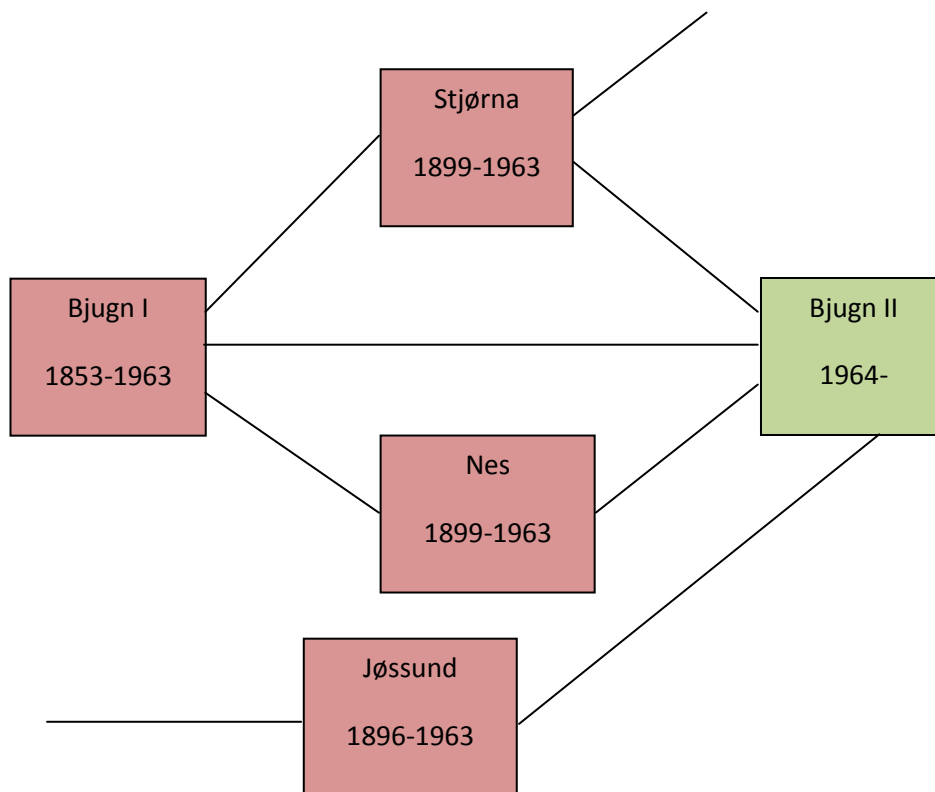 Stjørna
1899-1963
Bjugn I
1853-1963
Bjugn II
1964-
Nes
1899-1963
Jøssund
1896-1963